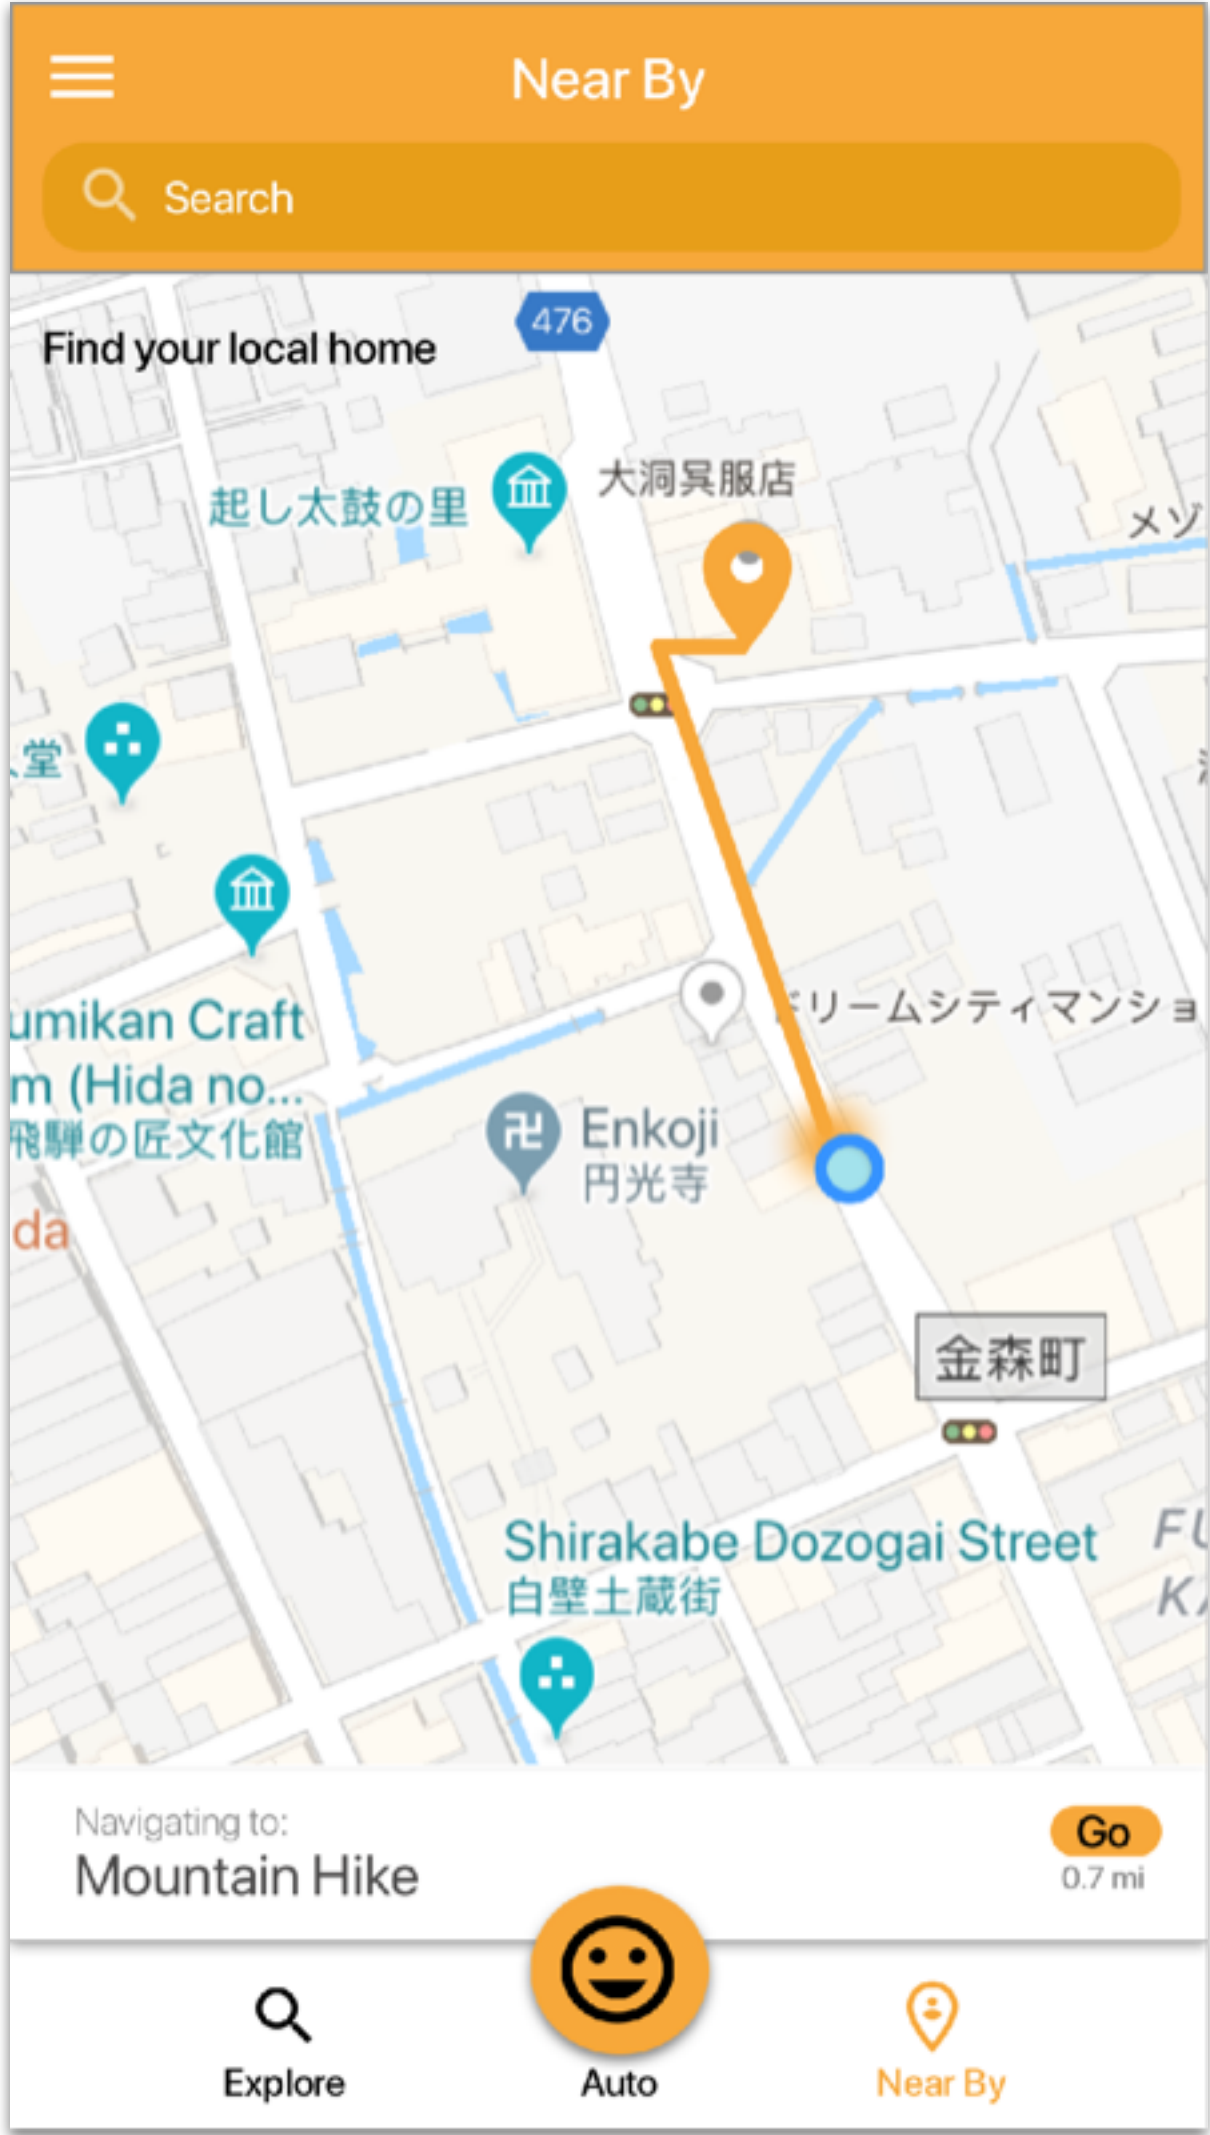 Near By
Search
476
Find your local home
大洞呉服店
起し太鼓の里
メゾ
堂
umikan Craft
m (Hida no...
飛騨の匠文化館
ドリームシティマンショ
Enkoji
円光寺
da
金森町
Shirakabe Dozogai Street
白壁土蔵街
FU
KA
Navigating to:
Mountain Hike
Go
0.7 mi
Explore
Auto
Near By